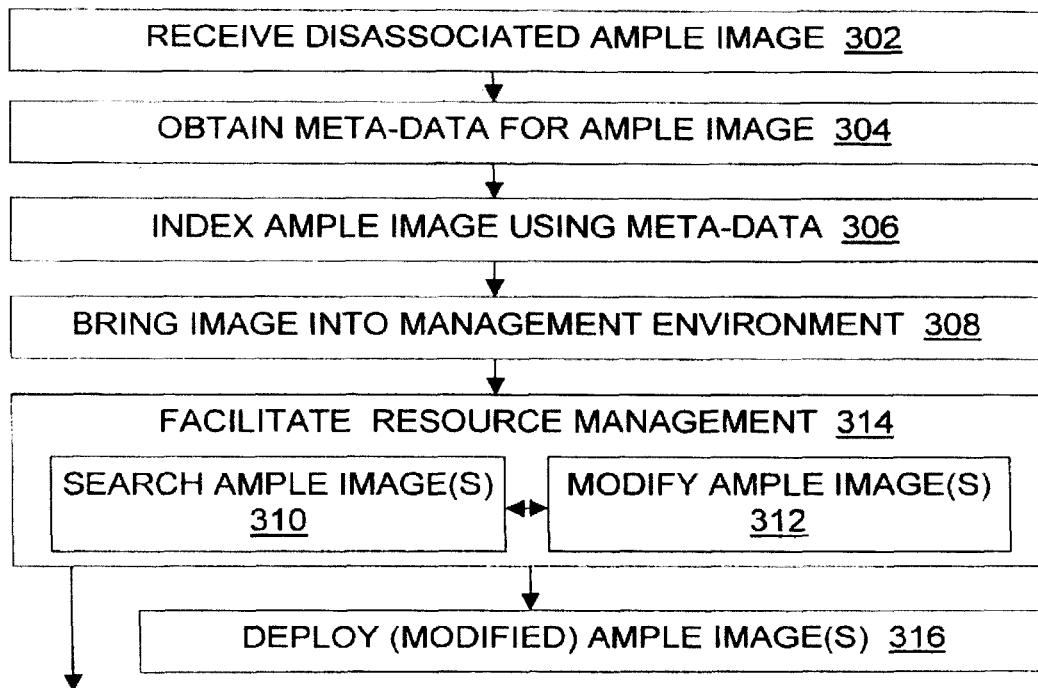 RECEIVE DISASSOCIATED AMPLE IMAGE 302
OBTAIN META-DATA FOR AMPLE IMAGE 304
INDEX AMPLE IMAGE USING META-DATA 306
BRING IMAGE INTO MANAGEMENT ENVIRONMENT 308
FACILITATE RESOURCE MANAGEMENT 314
SEARCH AMPLE IMAGE(S)
310
MODIFY AMPLE IMAGE(S)
312
DEPLOY (MODIFIED) AMPLE IMAGE(S) 316